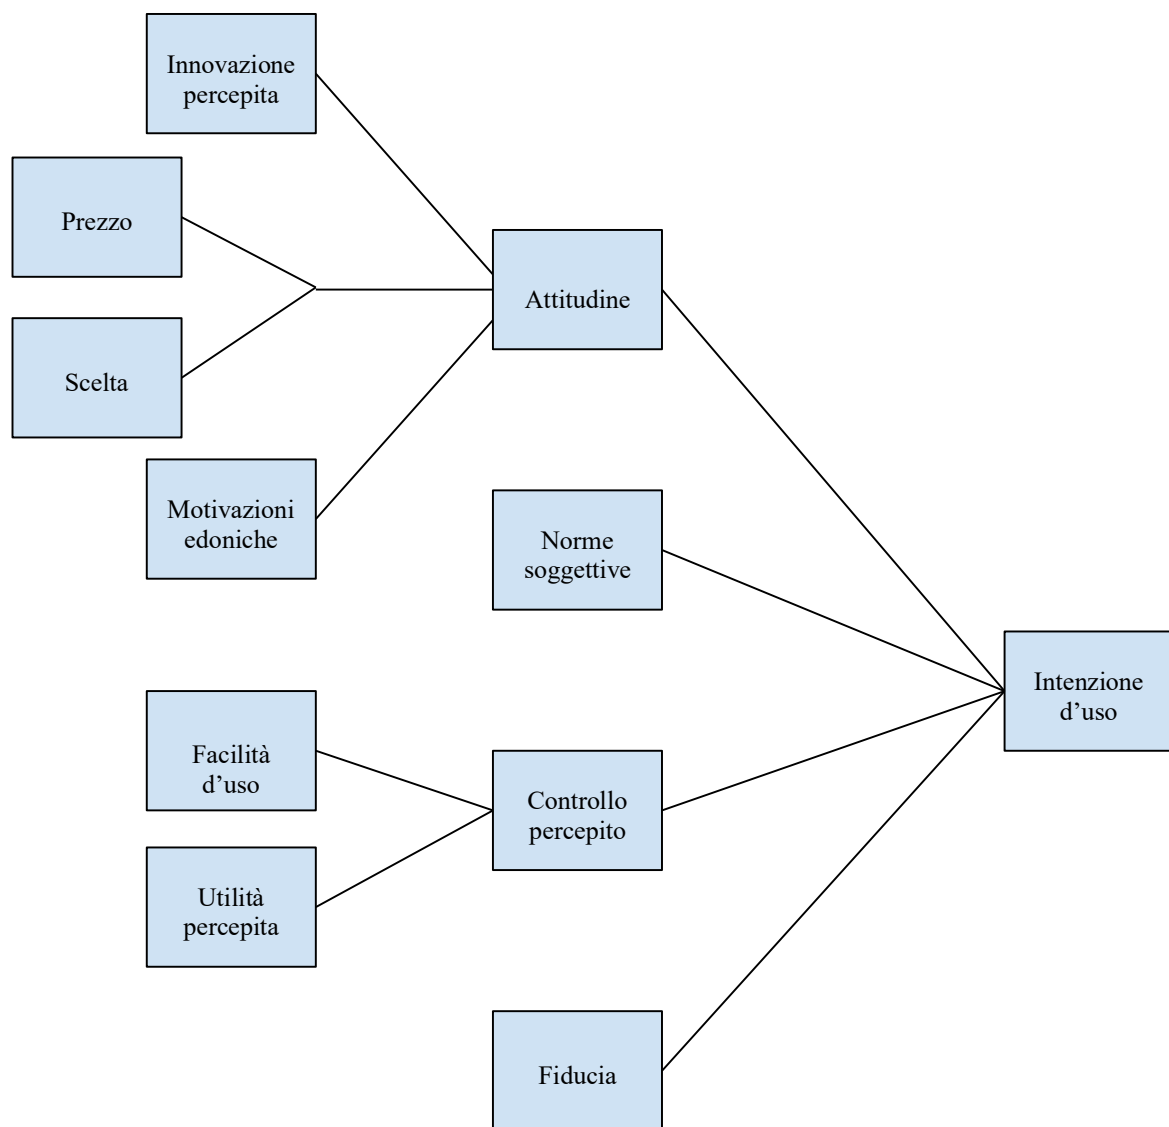 Innovazione
percepita
Prezzo
Attitudine
Scelta
Motivazioni
edoniche
Norme
soggettive
Intenzione
d’uso
Facilità
d’uso
Controllo
percepito
Utilità
percepita
Fiducia